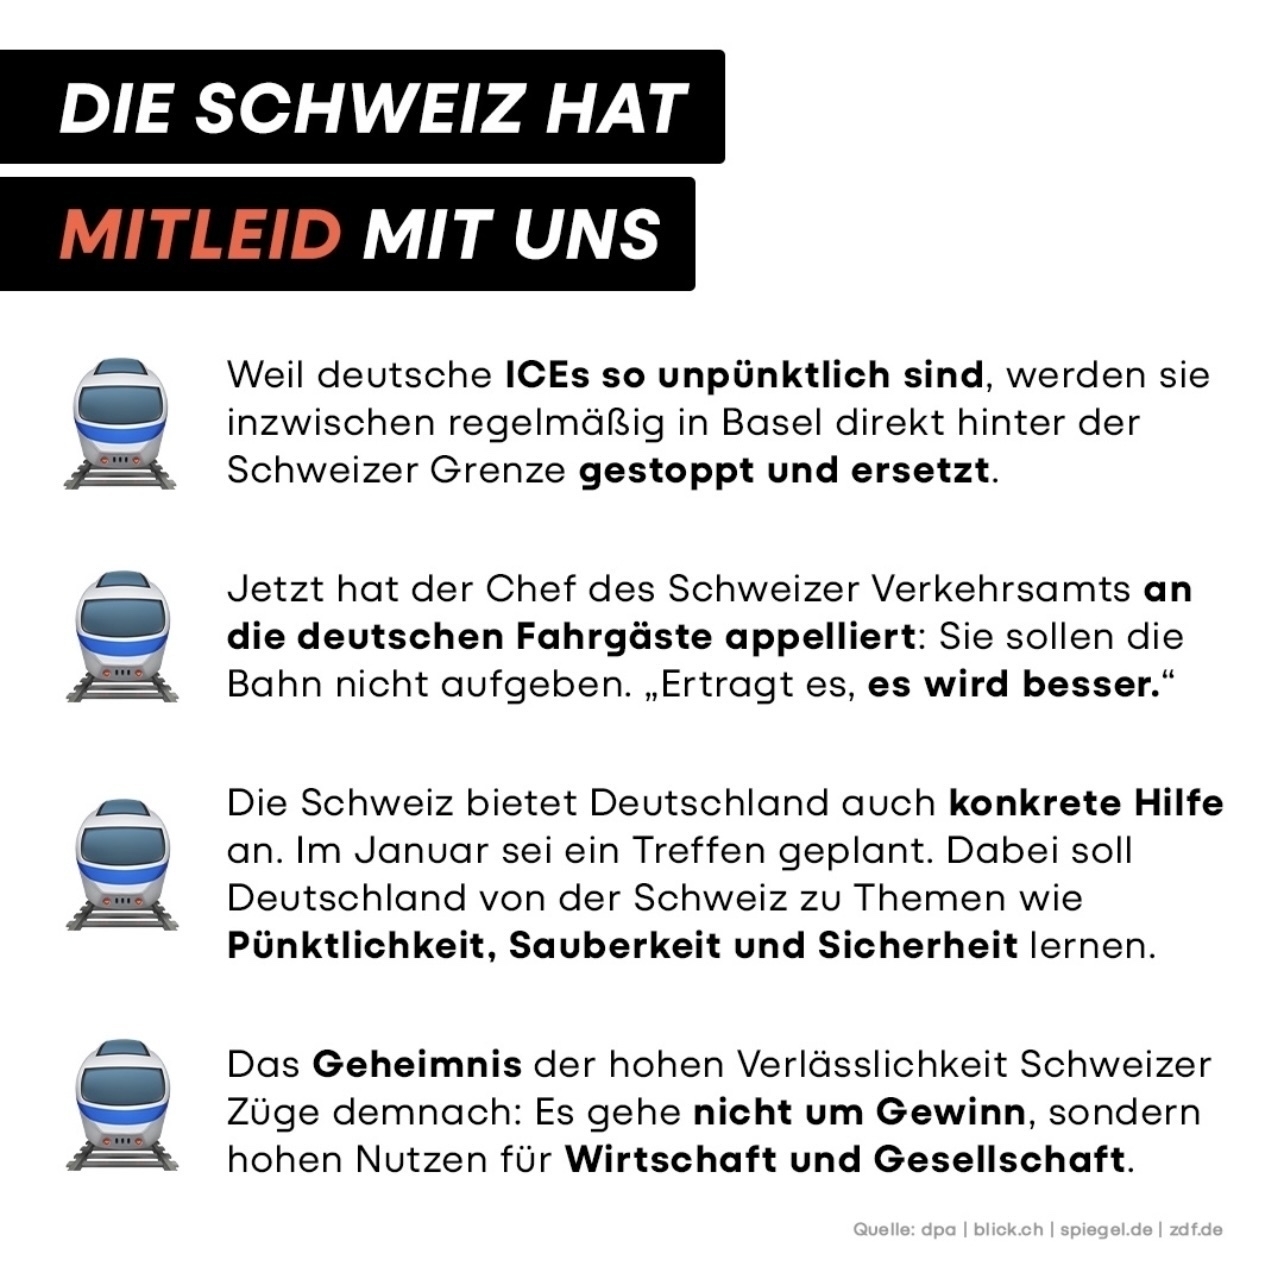 DIE SCHWEIZ HAT
MITLEID MIT UNS
Weil deutsche ICEs so unpünktlich sind, werden sie
inzwischen regelmäßig in Basel direkt hinter der
Schweizer Grenze gestoppt und ersetzt.
Jetzt hat der Chef des Schweizer Verkehrsamts an
die deutschen Fahrgäste appelliert: Sie sollen die
Bahn nicht aufgeben. „Ertragt es, es wird besser.“
Die Schweiz bietet Deutschland auch konkrete Hilfe
an. Im Januar sei ein Treffen geplant. Dabei soll
Deutschland von der Schweiz zu Themen wie
Pünktlichkeit, Sauberkeit und Sicherheit lernen.
Das Geheimnis der hohen Verlässlichkeit Schweizer
Züge demnach: Es gehe nicht um Gewinn, sondern
hohen Nutzen für Wirtschaft und Gesellschaft.
Quelle: dpa | blick.ch | spiegel.de | zdf.de